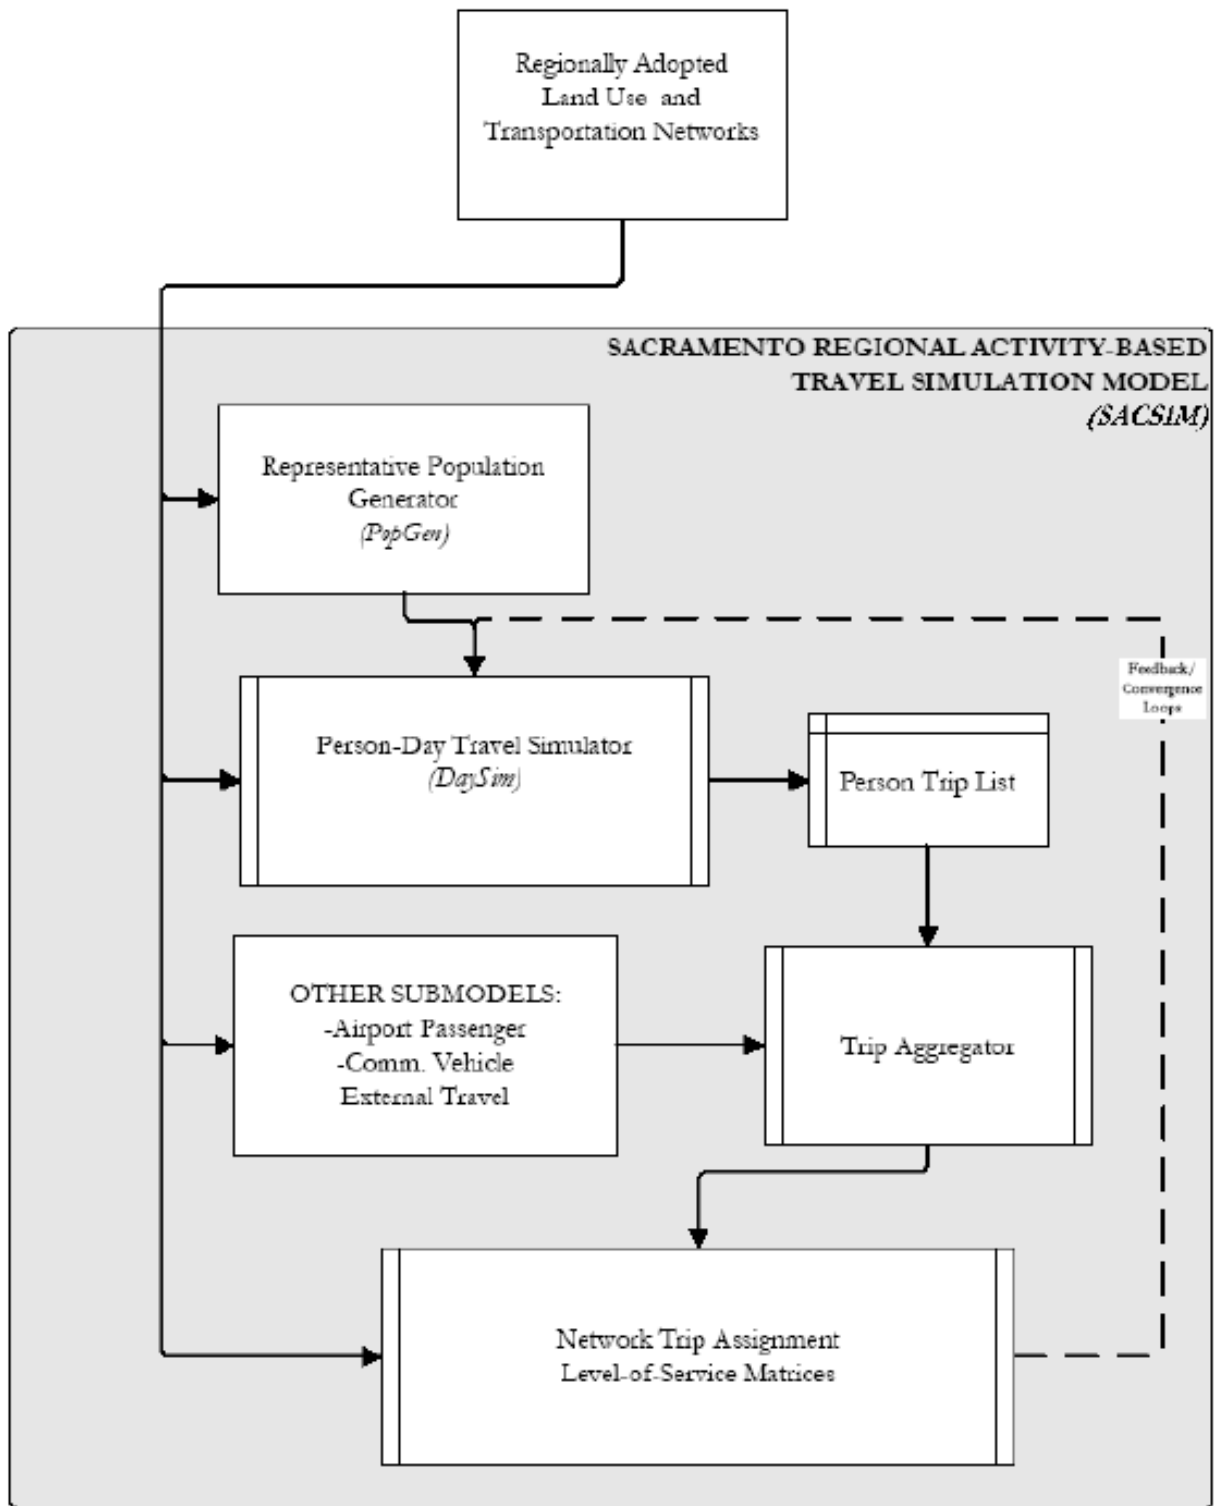 Regionally Adopted
Land Use and
Transportation Networks
SACRAMENTO REGIONAL ACTIVITY-BASED
TRAVEL SIMULATION MODEL
(SACSIM)
Representative Population
Generator
(PopGen)
Feedback/
Convergence
Loops
Person-Day Travel Simulator
(DaySim)
Person Trip List
OTHER SUBMODELS:
-Airport Passenger
-Comm. Vehicle
External Travel
Trip Aggregator
Network Trip Assignment
Level-of-Service Matrices